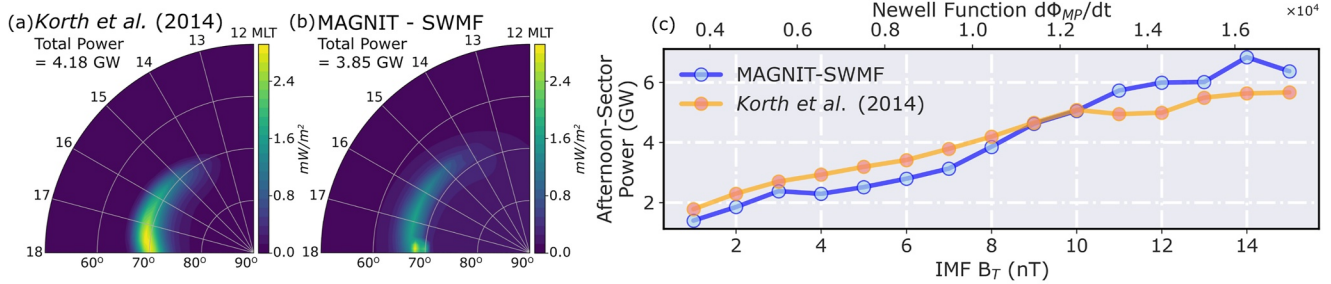 (a) Korth et al. (2014)
Total Power
= 4.18 GW
12 MLT
13
14
15
16
17
18
60°
70°
80°
90°
2.4
1.6
0.8
0.0
mW/m²
(b) MAGNIT - SWMF
Total Power
= 3.85 GW
12 MLT
13
14
15
16
17
18
60°
70°
80°
90°
2.4
1.6
0.8
0.0
mW/m²
(c)
Newell Function dΦMP/dt
×10⁴
0.4 0.6 0.8 1.0 1.2 1.4 1.6
MAGNIT-SWMF
Korth et al. (2014)
Afternoon-Sector
Power (GW)
6
4
2
2 4 6 8 10 12 14
IMF BT (nT)